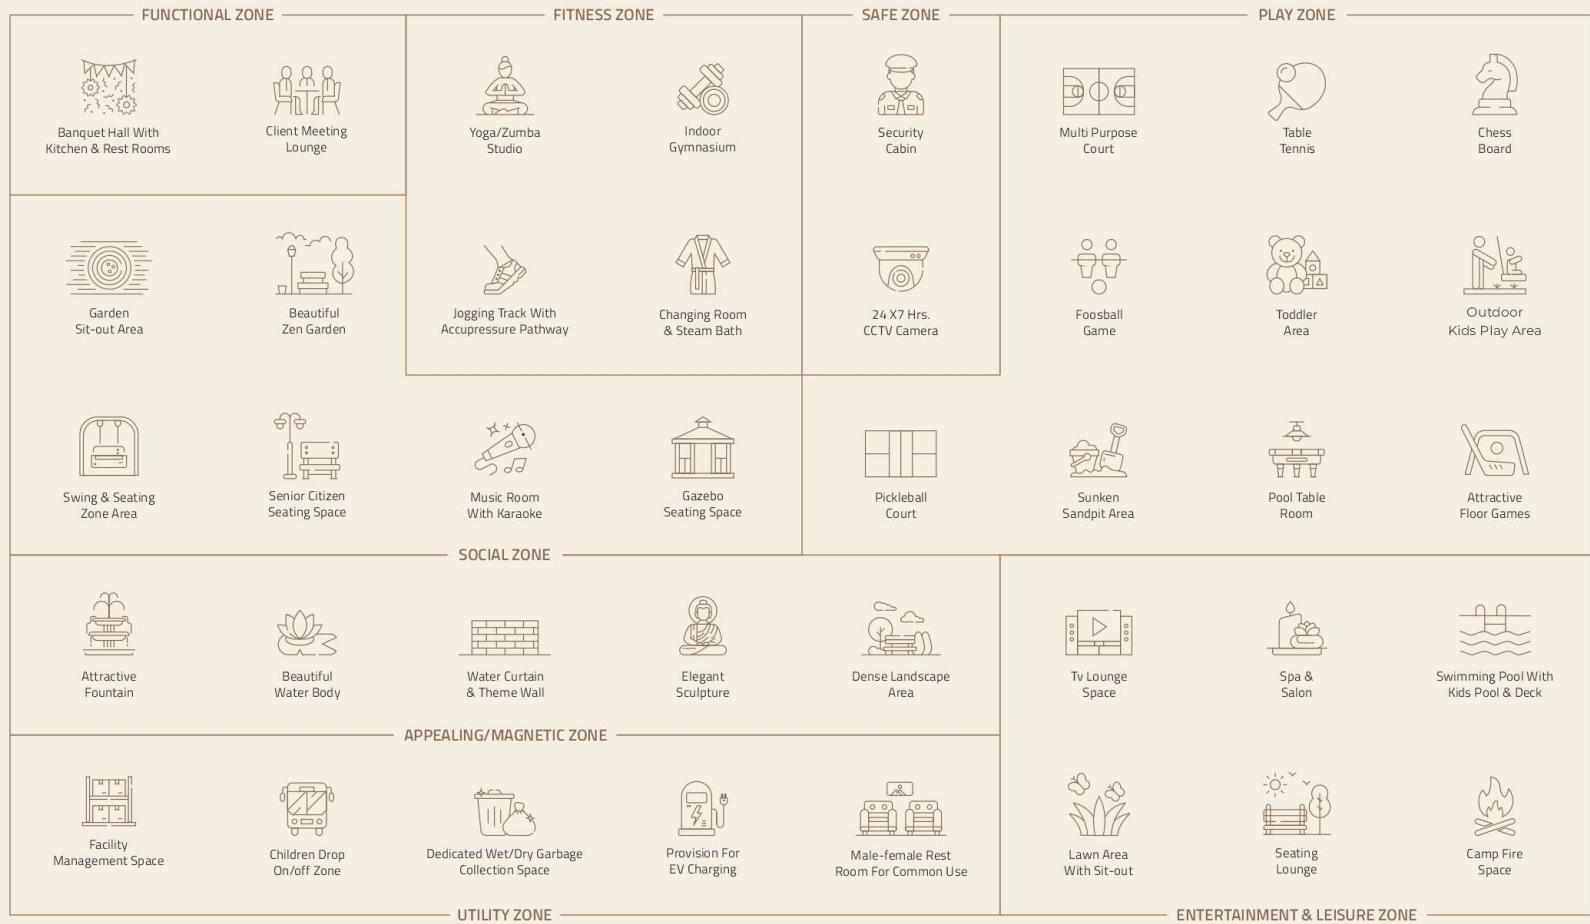 FUNCTIONAL ZONE
FITNESS ZONE
SAFE ZONE
PLAY ZONE
Banquet Hall With
Kitchen & Rest Rooms
Client Meeting
Lounge
Yoga/Zumba
Studio
Indoor
Gymnasium
Security
Cabin
Multi Purpose
Court
Table
Tennis
Chess
Board
Garden
Sit-out Area
Beautiful
Zen Garden
Jogging Track With
Accupressure Pathway
Changing Room
& Steam Bath
24 X7 Hrs.
CCTV Camera
Foosball
Game
Toddler
Area
Outdoor
Kids Play Area
Swing & Seating
Zone Area
Senior Citizen
Seating Space
Music Room
With Karaoke
Gazebo
Seating Space
Pickleball
Court
Sunken
Sandpit Area
Pool Table
Room
Attractive
Floor Games
SOCIAL ZONE
Attractive
Fountain
Beautiful
Water Body
Water Curtain
& Theme Wall
Elegant
Sculpture
Dense Landscape
Area
Tv Lounge
Space
Spa &
Salon
Swimming Pool With
Kids Pool & Deck
APPEALING/MAGNETIC ZONE
Facility
Management Space
Children Drop
On/off Zone
Dedicated Wet/Dry Garbage
Collection Space
Provision For
EV Charging
Male-female Rest
Room For Common Use
Lawn Area
With Sit-out
Seating
Lounge
Camp Fire
Space
UTILITY ZONE
ENTERTAINMENT & LEISURE ZONE